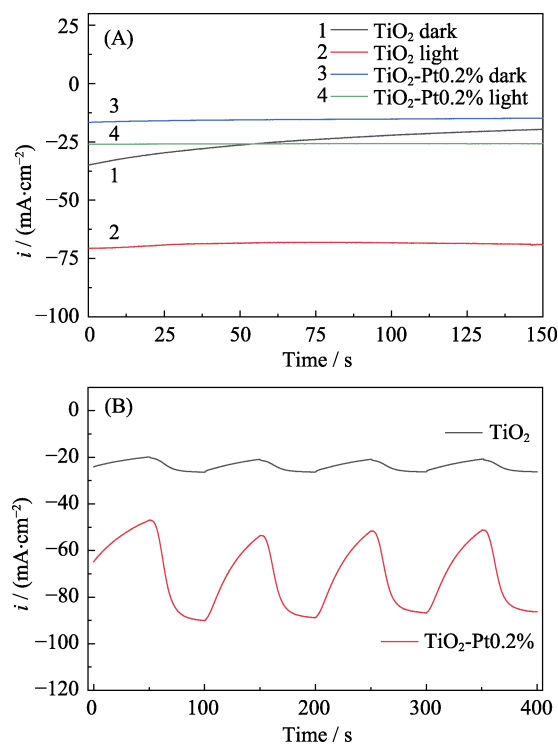 25
(A)
1 TiO₂ dark
2 TiO₂ light
3 TiO₂-Pt0.2% dark
4 TiO₂-Pt0.2% light
0
3
−25
4
1
−50
2
−75
−100
i / (mA·cm⁻²)
0 25 50 75 100 125 150
Time / s
(B)
0
TiO₂
−20
−40
−60
−80
−100
−120
TiO₂-Pt0.2%
i / (mA·cm⁻²)
0 100 200 300 400
Time / s